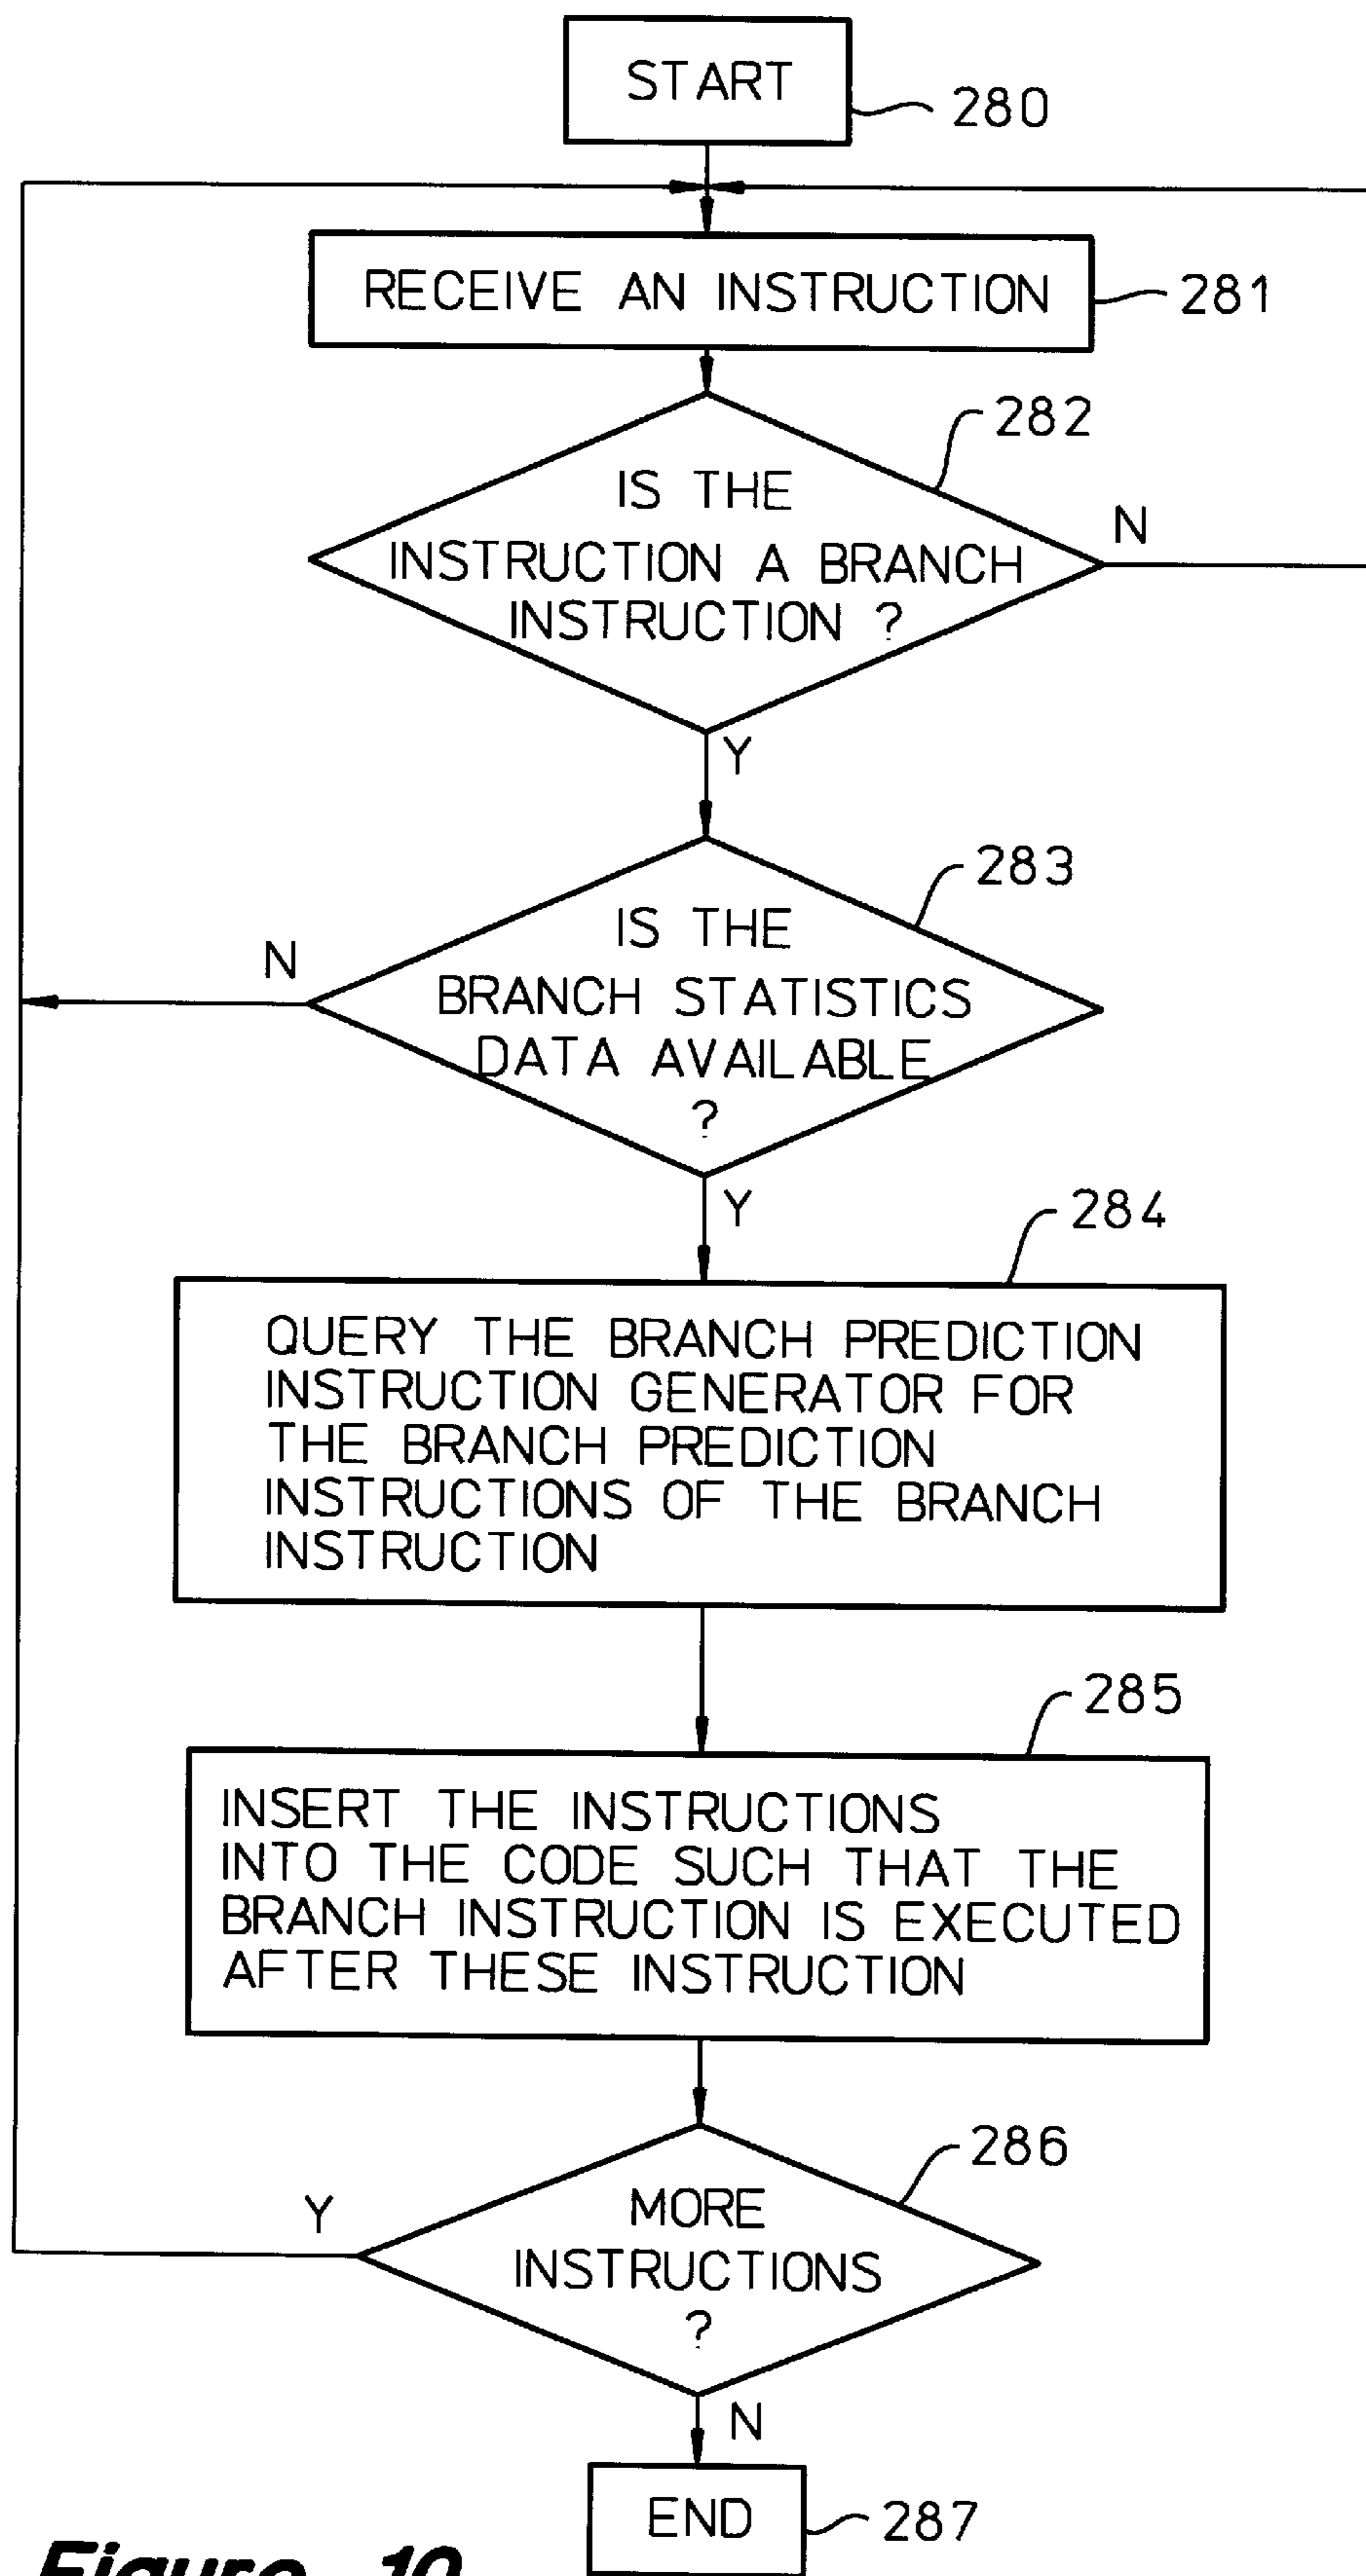 START
280
RECEIVE AN INSTRUCTION
281
282
IS THE
INSTRUCTION A BRANCH
INSTRUCTION ?
N
Y
283
IS THE
BRANCH STATISTICS
DATA AVAILABLE
?
N
Y
284
QUERY THE BRANCH PREDICTION
INSTRUCTION GENERATOR FOR
THE BRANCH PREDICTION
INSTRUCTIONS OF THE BRANCH
INSTRUCTION
285
INSERT THE INSTRUCTIONS
INTO THE CODE SUCH THAT THE
BRANCH INSTRUCTION IS EXECUTED
AFTER THESE INSTRUCTION
286
Y
MORE
INSTRUCTIONS
?
N
END
287
Figure 10